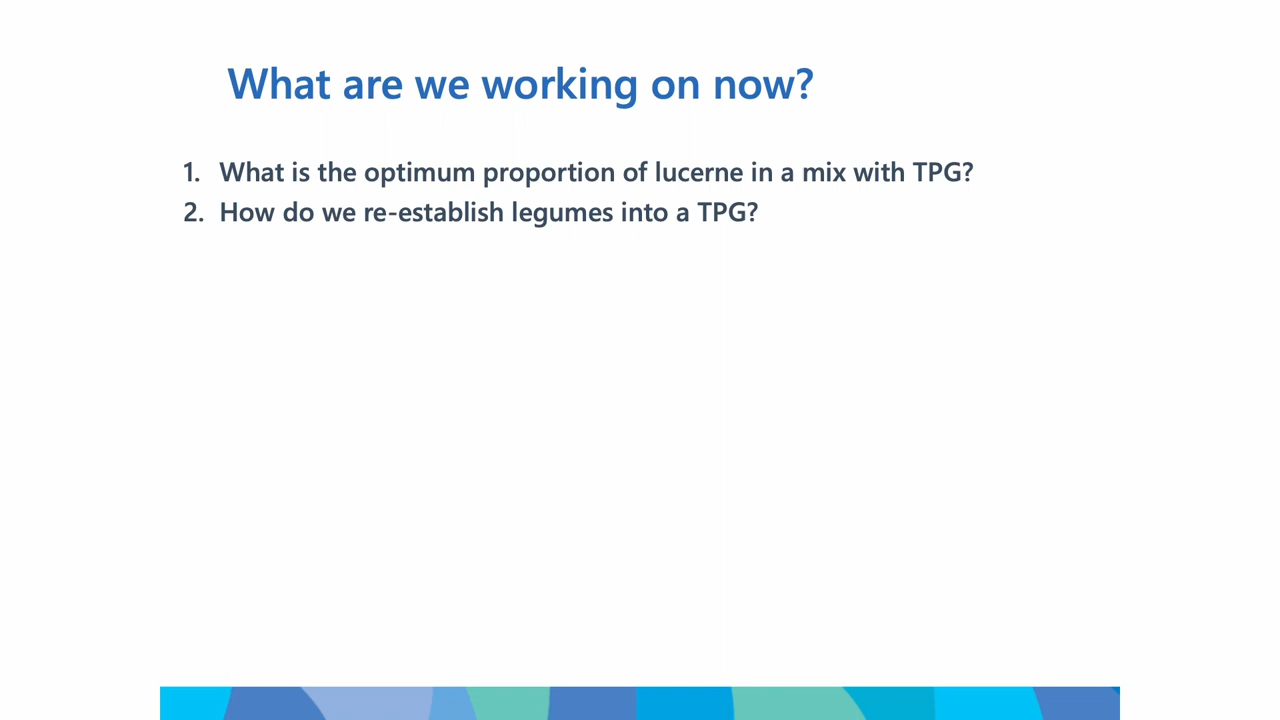 What are we working on now?
1. What is the optimum proportion of lucerne in a mix with TPG?
2. How do we re-establish legumes into a TPG?